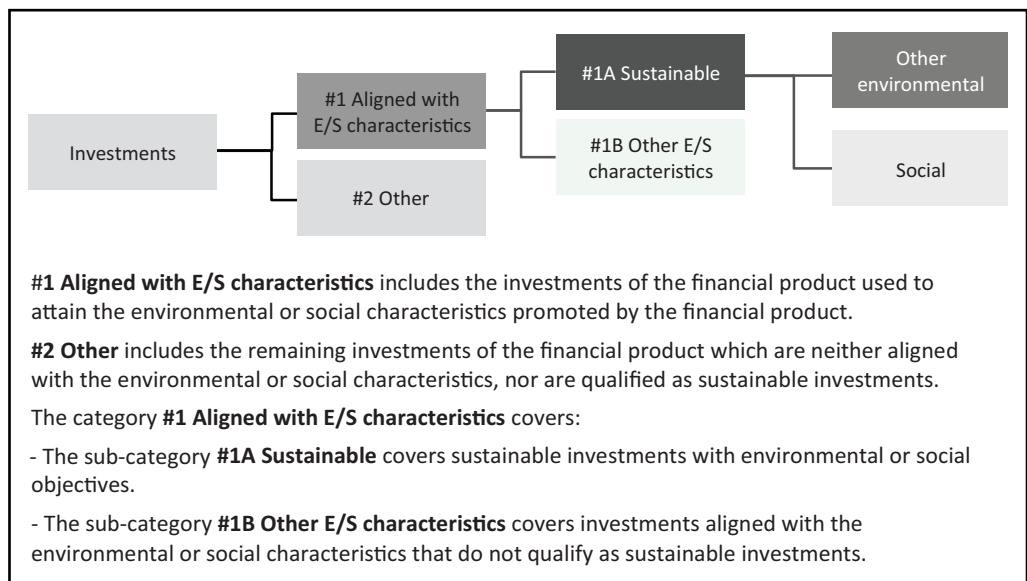 Investments
#1 Aligned with
E/S characteristics
#2 Other
#1A Sustainable
#1B Other E/S
characteristics
Other
environmental
Social
#1 Aligned with E/S characteristics includes the investments of the financial product used to
attain the environmental or social characteristics promoted by the financial product.
#2 Other includes the remaining investments of the financial product which are neither aligned
with the environmental or social characteristics, nor are qualified as sustainable investments.
The category #1 Aligned with E/S characteristics covers:
- The sub-category #1A Sustainable covers sustainable investments with environmental or social
objectives.
- The sub-category #1B Other E/S characteristics covers investments aligned with the
environmental or social characteristics that do not qualify as sustainable investments.